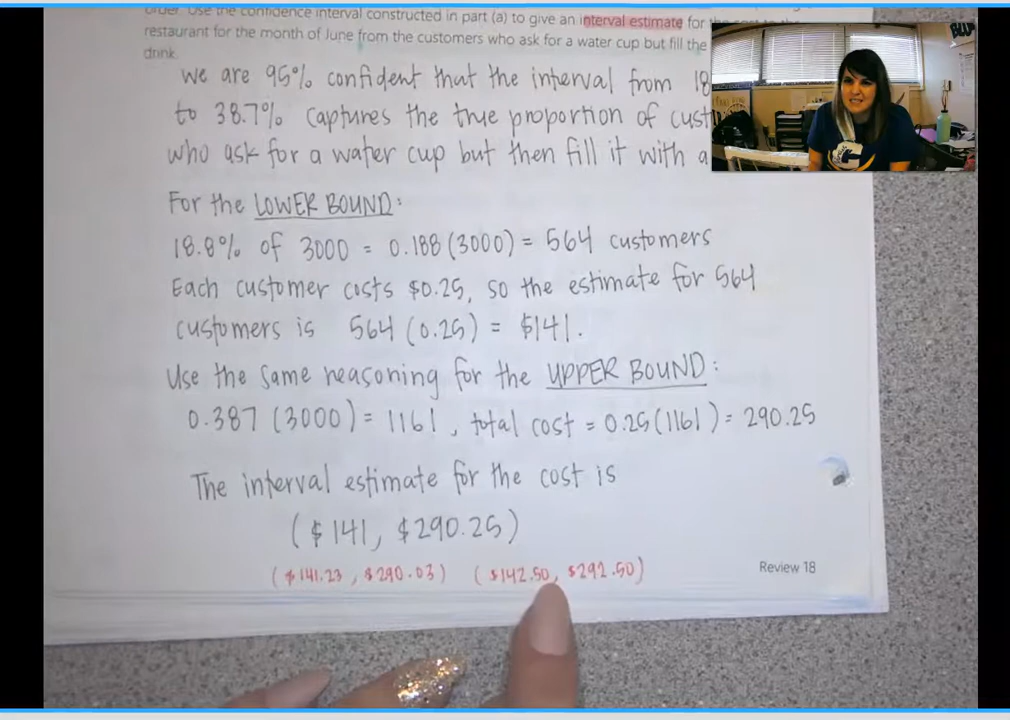 order. Use the confidence interval constructed in part (a) to give an interval estimate for
restaurant for the month of June from the customers who ask for a water cup but fill the
drink.
we are 95% confident that the interval from 18
to 38.7% captures the true proportion of cust
who ask for a water cup but then fill it with a
For the LOWER BOUND:
18.8% of 3000 = 0.188 (3000) = 564 customers
Each customer costs $0.25, so the estimate for 564
customers is 564 (0.25) = $141.
Use the same reasoning for the UPPER BOUND:
0.387 (3000) = 1161, total cost = 0.25 (1161) = 290.25
The interval estimate for the cost is
($141, $290.25)
($141.23, $290.03) ($142.50, $292.50)
Review 18